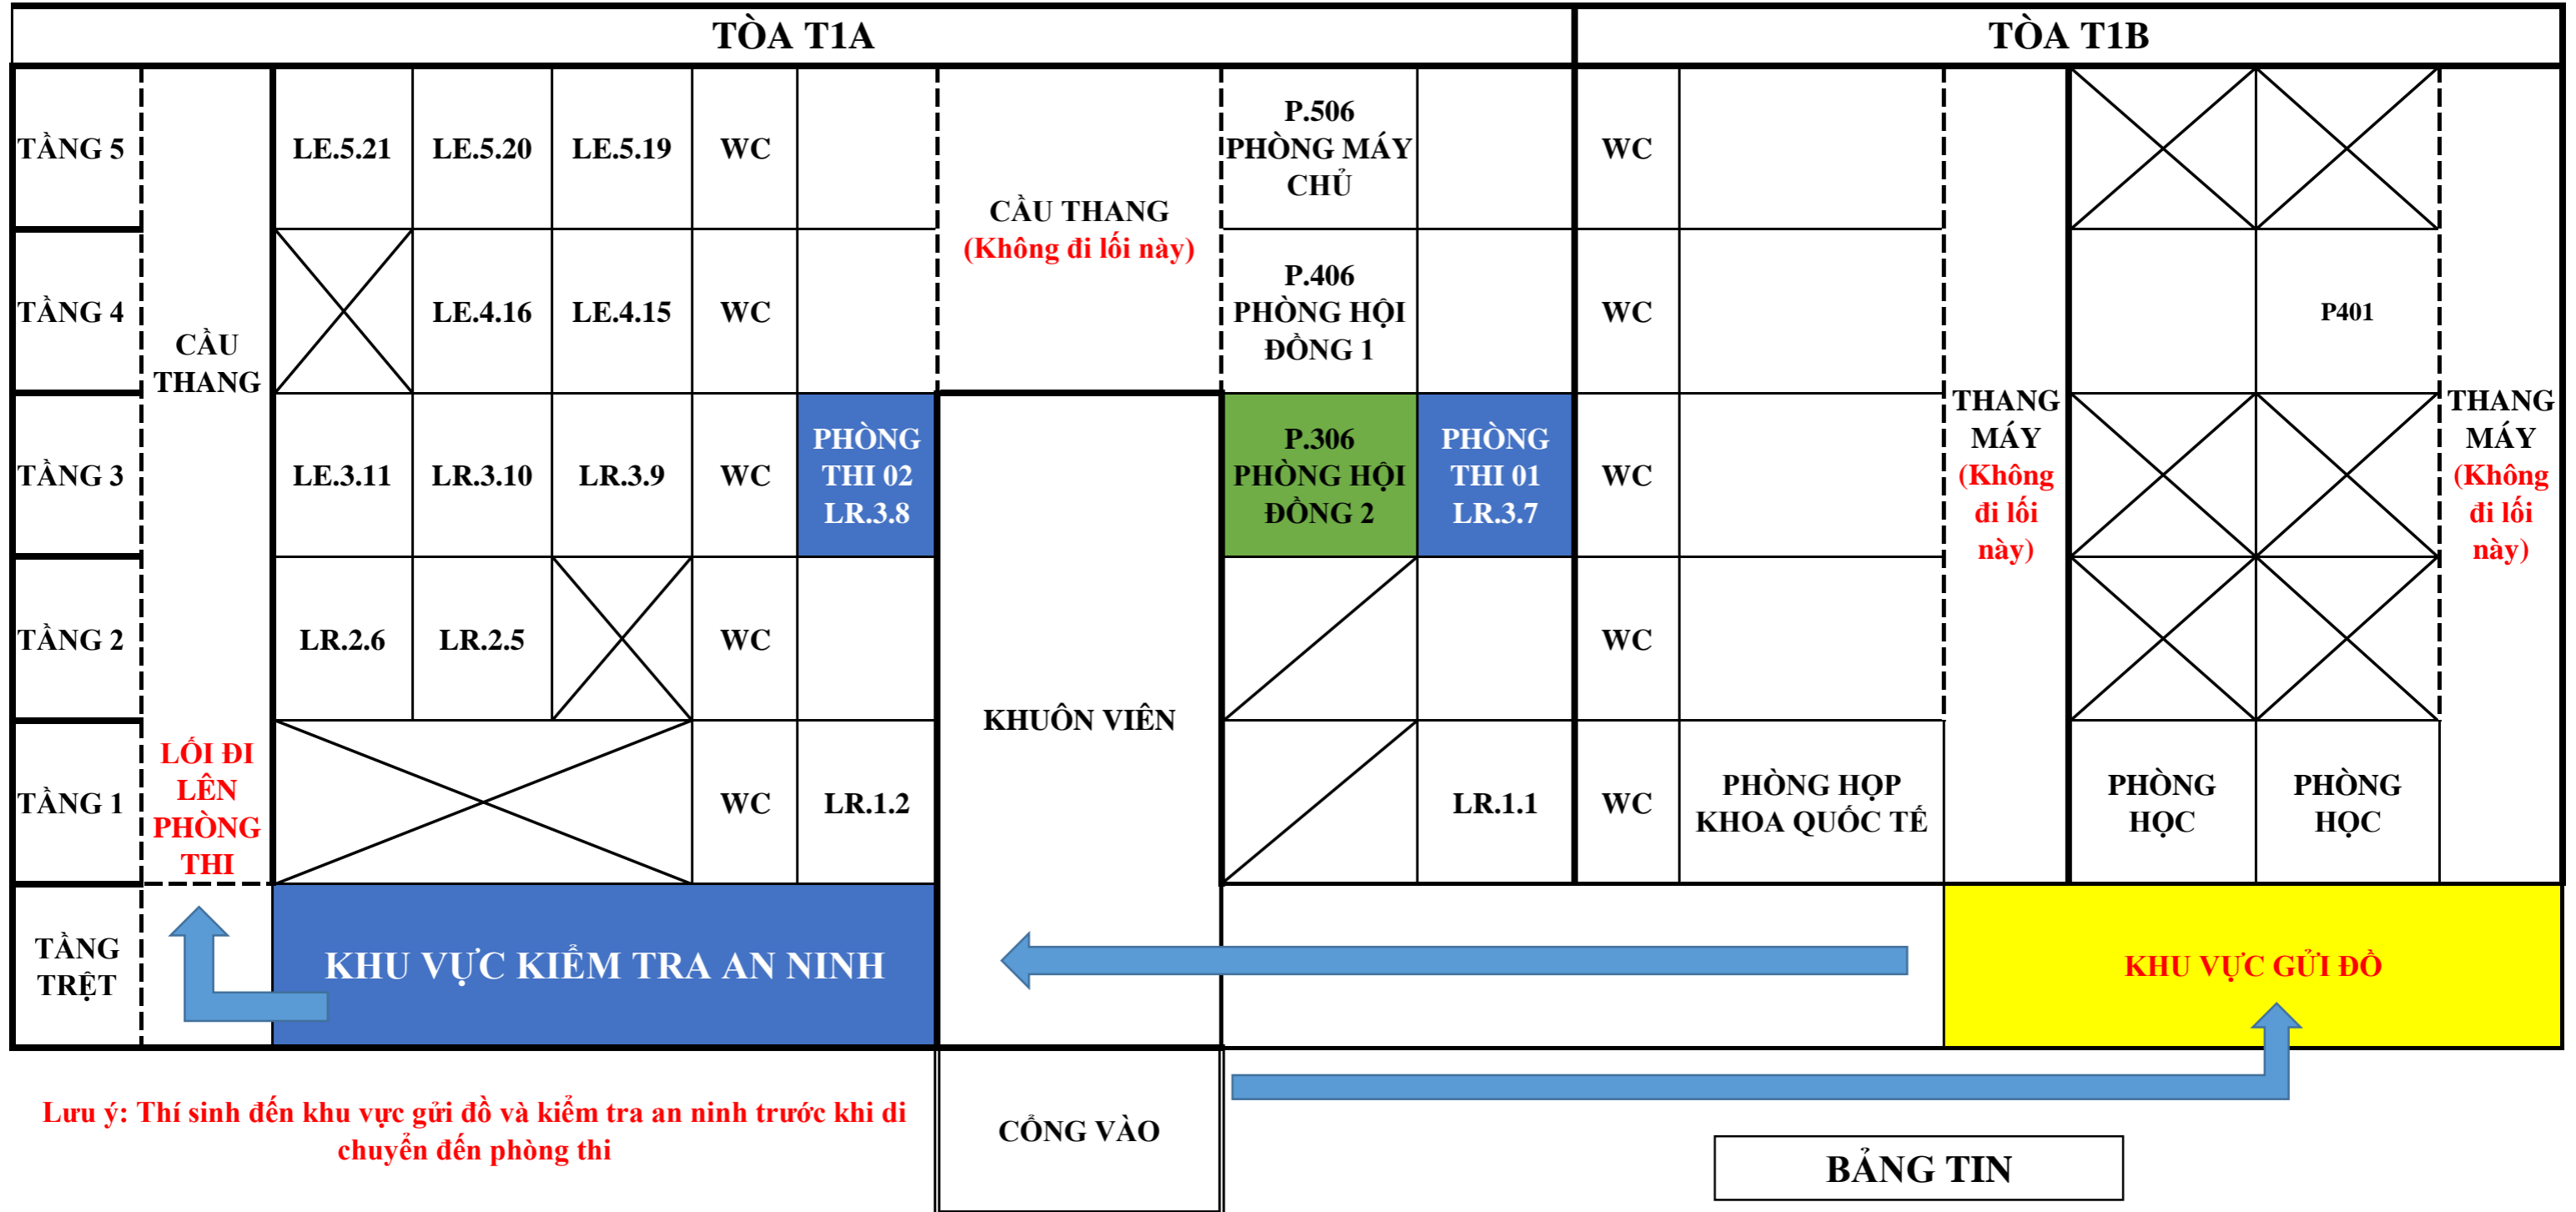 TÒA T1A
TÒA T1B
TẦNG 5
LE.5.21
LE.5.20
LE.5.19
WC
P.506
PHÒNG MÁY
CHỦ
WC
CẦU THANG
(Không đi lối này)
TẦNG 4
LE.4.16
LE.4.15
WC
P.406
PHÒNG HỘI
ĐỒNG 1
WC
P401
CẦU
THANG
TẦNG 3
LE.3.11
LR.3.10
LR.3.9
WC
PHÒNG
THI 02
LR.3.8
P.306
PHÒNG HỘI
ĐỒNG 2
PHÒNG
THI 01
LR.3.7
WC
THANG
MÁY
(Không
đi lối
này)
THANG
MÁY
(Không
đi lối
này)
TẦNG 2
LR.2.6
LR.2.5
WC
WC
KHUÔN VIÊN
TẦNG 1
LỐI ĐI
LÊN
PHÒNG
THI
WC
LR.1.2
LR.1.1
WC
PHÒNG HỌP
KHOA QUỐC TẾ
PHÒNG
HỌC
PHÒNG
HỌC
TẦNG
TRỆT
KHU VỰC KIỂM TRA AN NINH
KHU VỰC GỬI ĐỒ
Lưu ý: Thí sinh đến khu vực gửi đồ và kiểm tra an ninh trước khi di
chuyển đến phòng thi
CỔNG VÀO
BẢNG TIN